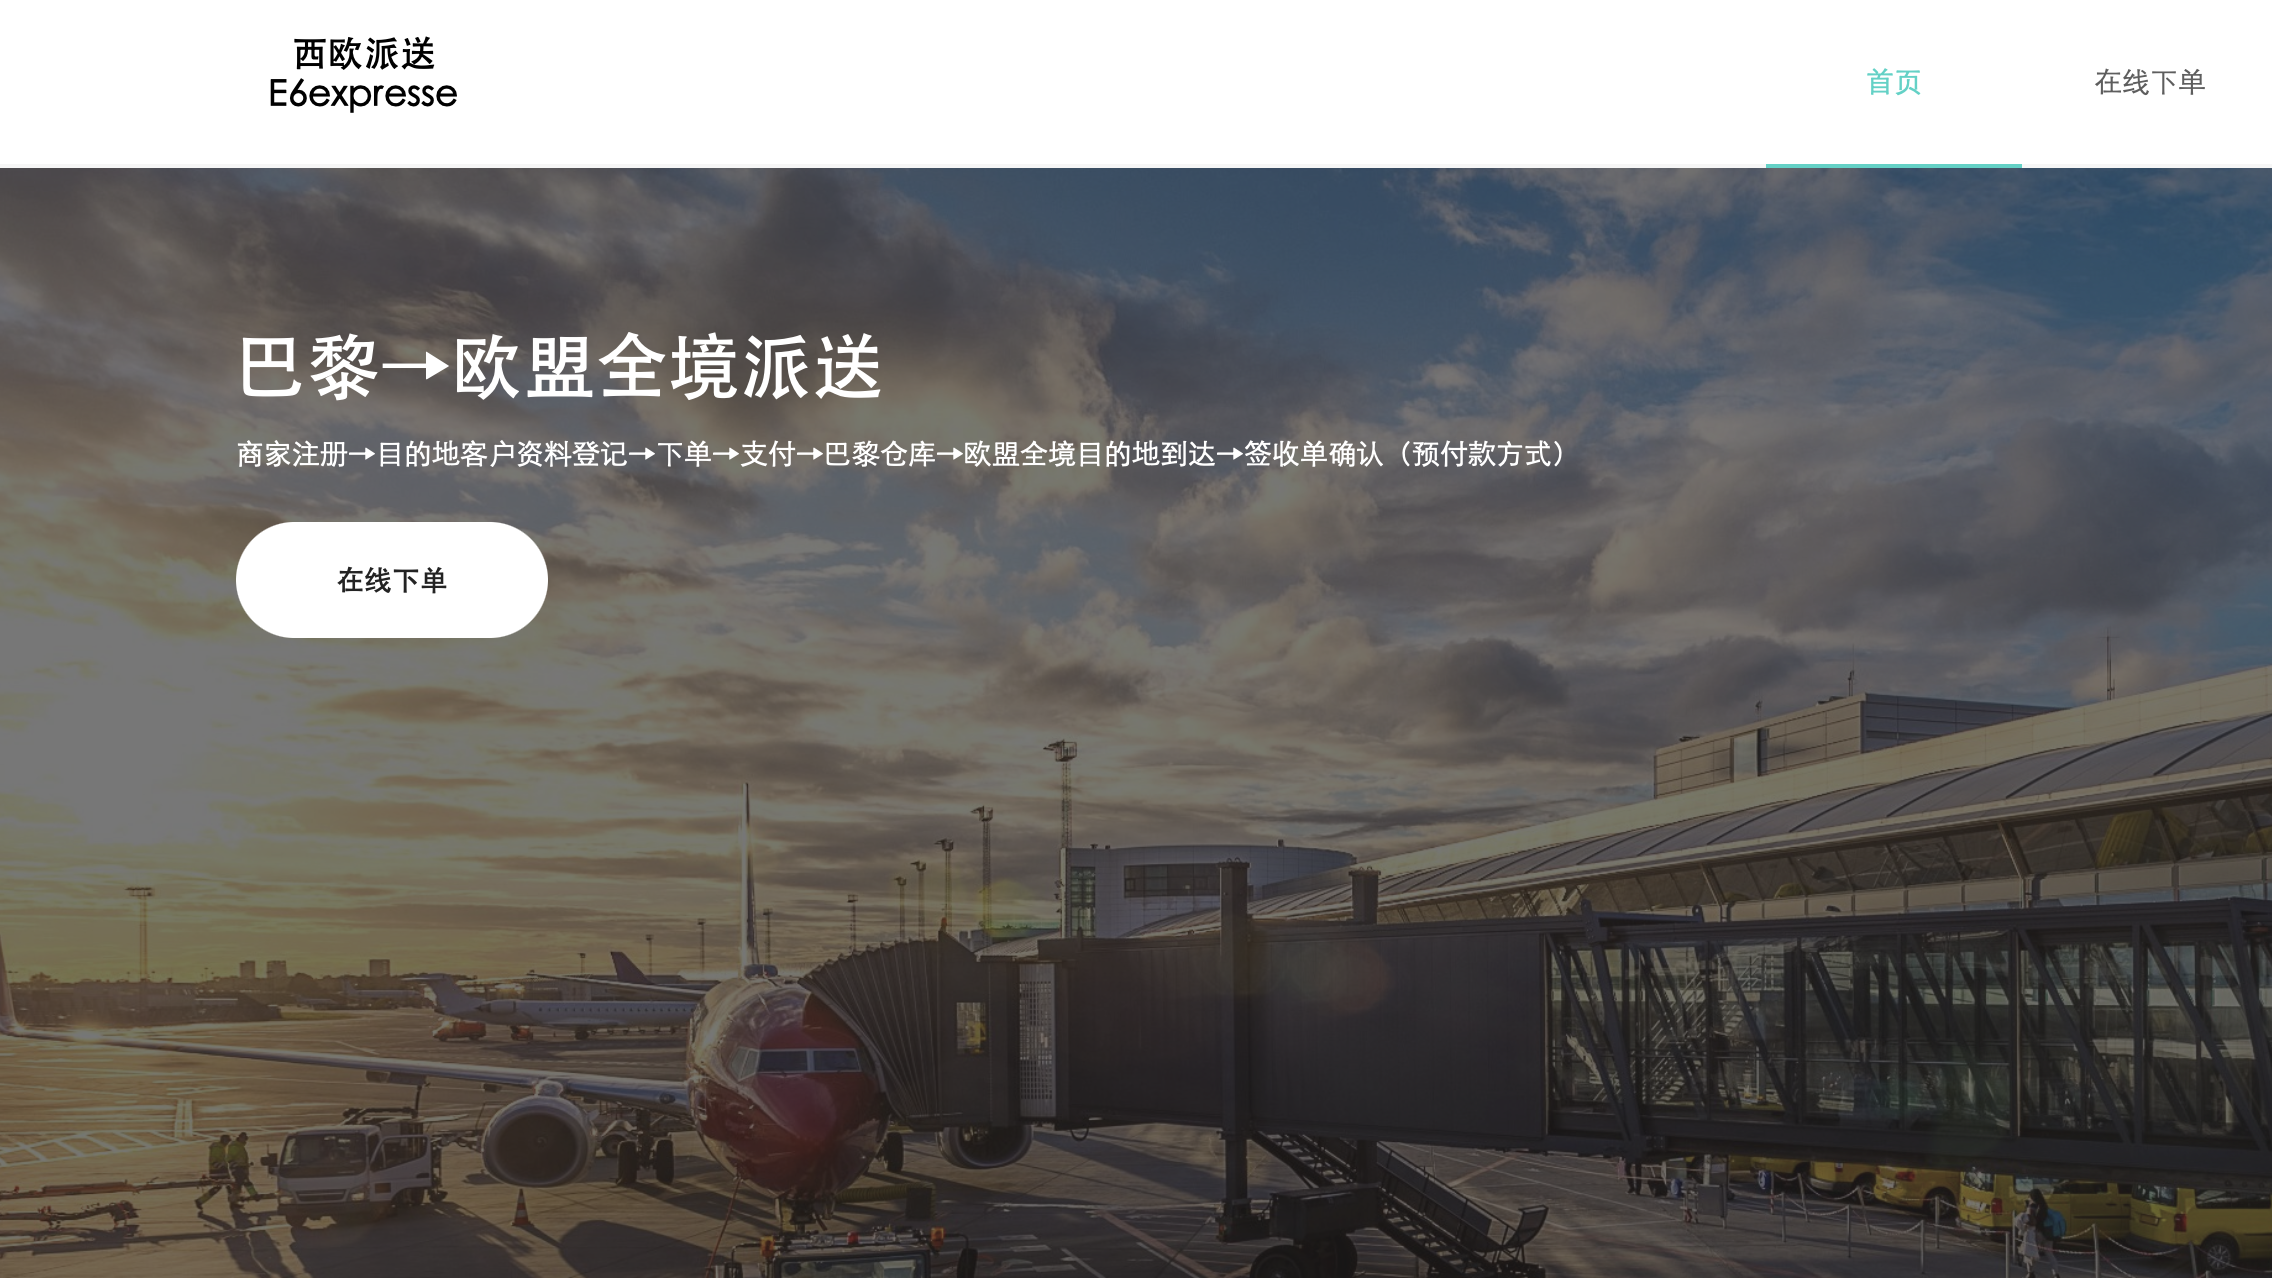 西欧派送
E6expresse
首页
在线下单
巴黎→欧盟全境派送
商家注册→目的地客户资料登记→下单→支付→巴黎仓库→欧盟全境目的地到达→签收单确认（预付款方式）
在线下单